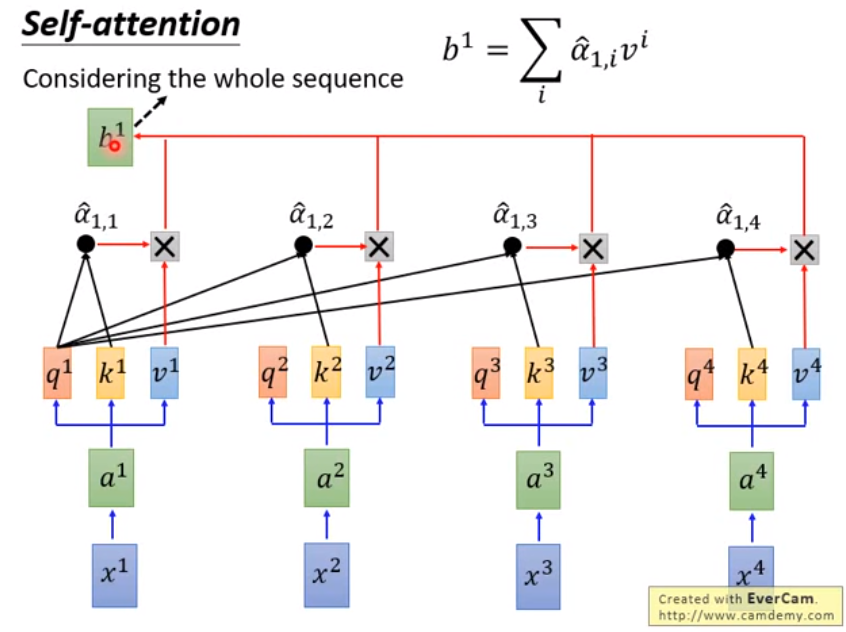 Self-attention
b¹ = ∑ᵢ α̂₁,ᵢvⁱ
Considering the whole sequence
b¹
α̂₁,₁ α̂₁,₂ α̂₁,₃ α̂₁,₄
q¹ k¹ v¹ q² k² v² q³ k³ v³ q⁴ k⁴ v⁴
a¹ a² a³ a⁴
x¹ x² x³ x⁴
Created with EverCam.
http://www.camdemy.com